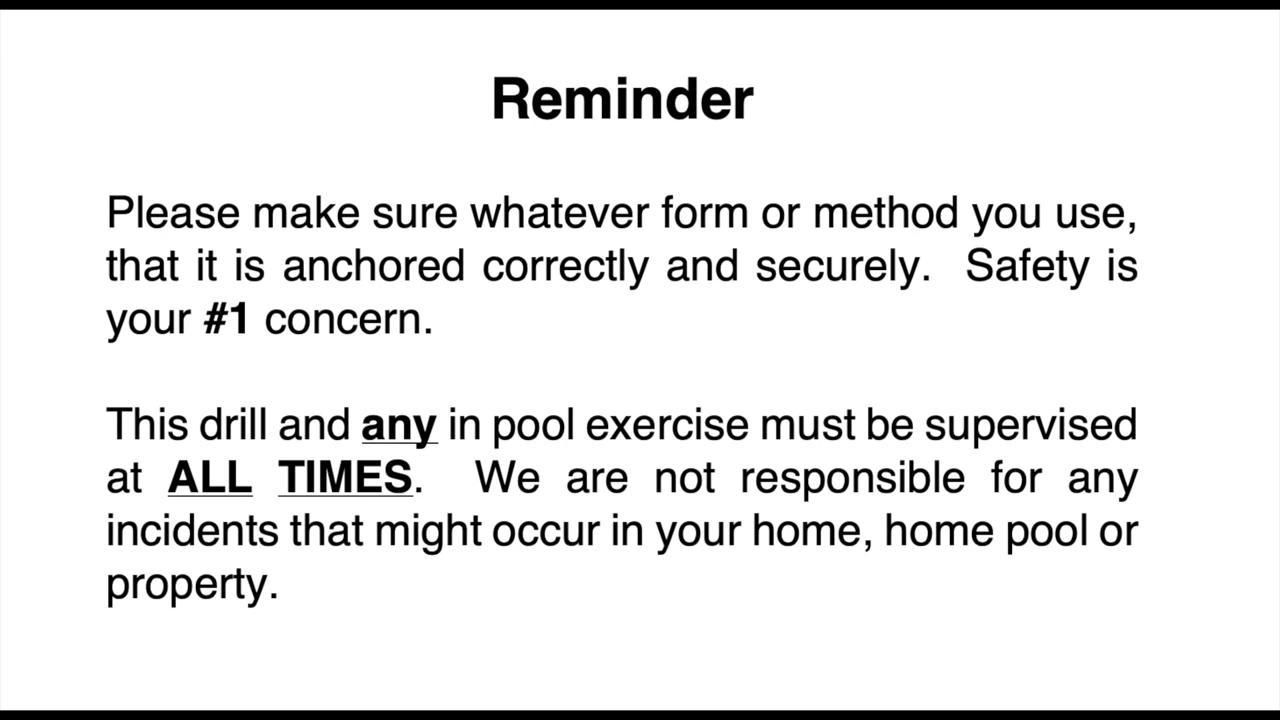 Reminder
Please make sure whatever form or method you use,
that it is anchored correctly and securely.  Safety is
your #1 concern.
This drill and any in pool exercise must be supervised
at ALL TIMES.  We are not responsible for any
incidents that might occur in your home, home pool or
property.